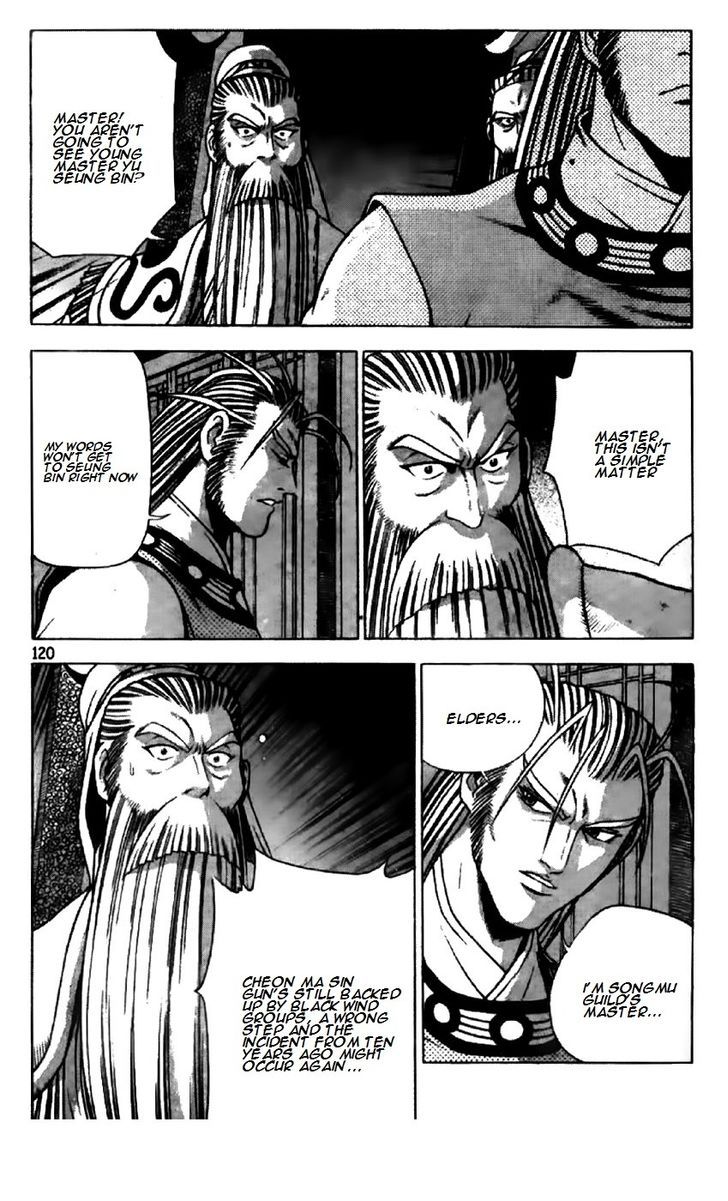 MASTER!
YOU AREN'T
GOING TO
SEE YOUNG
MASTER YU
SEUNG BIN?
MASTER,
THIS ISN'T
A SIMPLE
MATTER
MY WORDS
WON'T GET
TO SEUNG
BIN RIGHT NOW
120
ELDERS...
I'M SONGMU
GUILD'S
MASTER...
CHEON MA SIN
GUN'S STILL BACKED
UP BY BLACK WIND
GROUPS, A WRONG
STEP AND THE
INCIDENT FROM TEN
YEARS AGO MIGHT
OCCUR AGAIN...